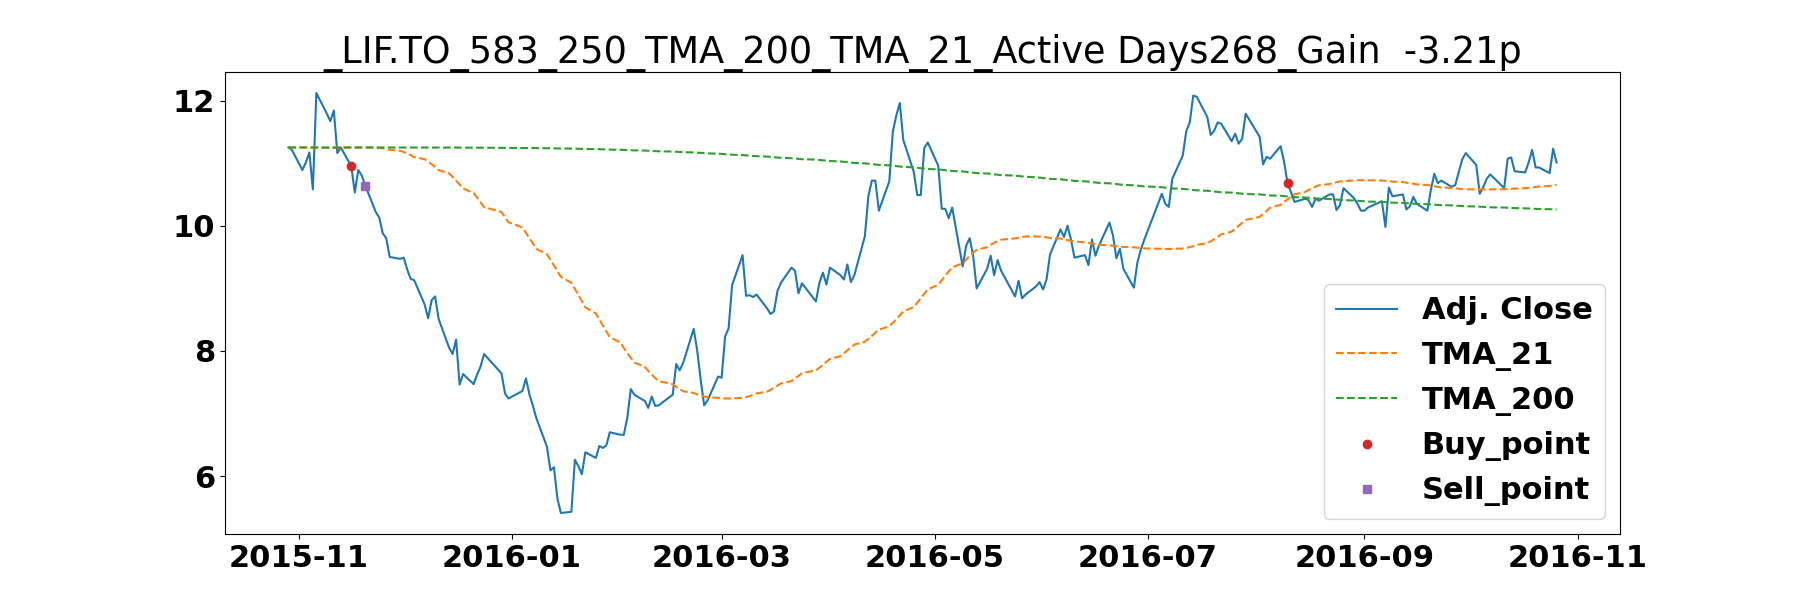 _LIF.TO_583_250_TMA_200_TMA_21_Active Days268_Gain  -3.21p
12
10
8
6
Adj. Close
TMA_21
TMA_200
Buy_point
Sell_point
2015-11 2016-01 2016-03 2016-05 2016-07 2016-09 2016-11